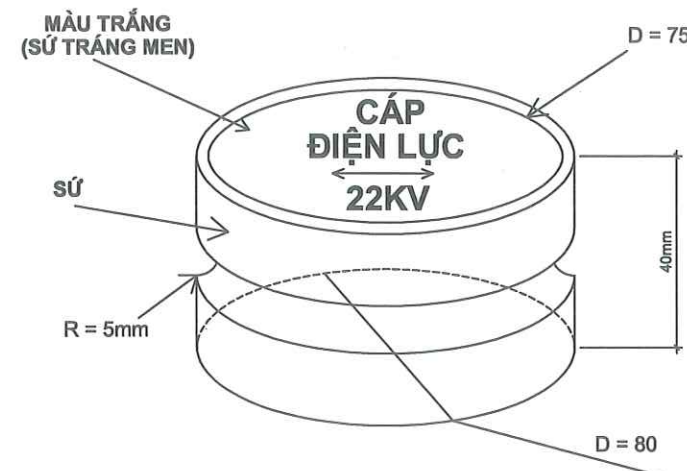 MÀU TRẮNG
(SỨ TRÁNG MEN)
D = 75
CÁP
ĐIỆN LỰC
22KV
SỨ
40mm
R = 5mm
D = 80